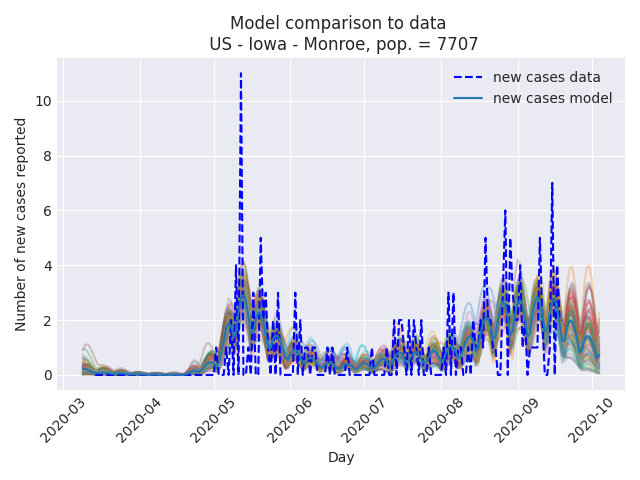 Model comparison to data
US - Iowa - Monroe, pop. = 7707
new cases data
new cases model
Number of new cases reported
10
8
6
4
2
0
2020-03
2020-04
2020-05
2020-06
2020-07
2020-08
2020-09
2020-10
Day